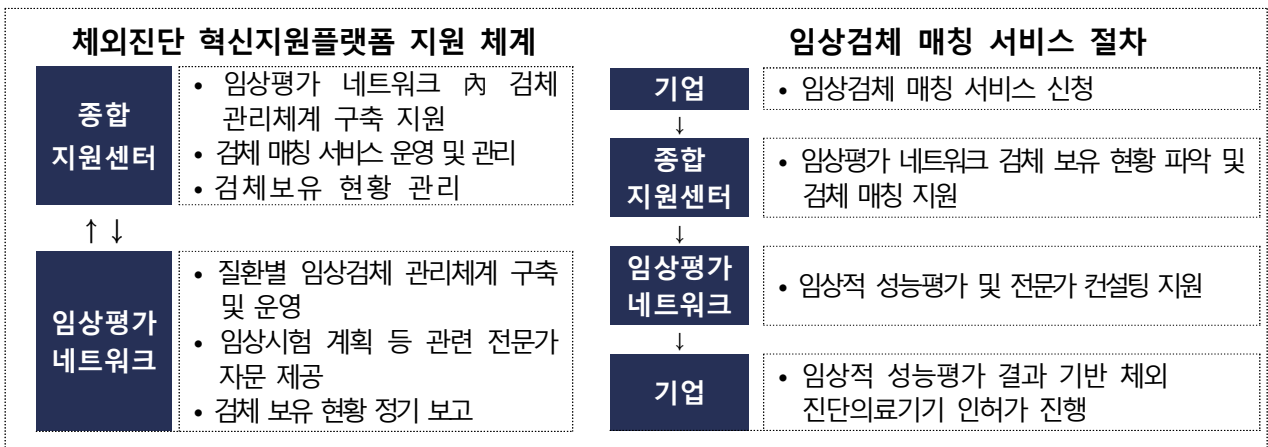 체외진단 혁신지원플랫폼 지원 체계
종합
지원센터
• 임상평가 네트워크 內 검체
관리체계 구축 지원
• 검체 매칭 서비스 운영 및 관리
• 검체보유 현황 관리
↑↓
임상평가
네트워크
• 질환별 임상검체 관리체계 구축
및 운영
• 임상시험 계획 등 관련 전문가
자문 제공
• 검체 보유 현황 정기 보고
임상검체 매칭 서비스 절차
기업
• 임상검체 매칭 서비스 신청
↓
종합
지원센터
• 임상평가 네트워크 검체 보유 현황 파악 및
검체 매칭 지원
↓
임상평가
네트워크
• 임상적 성능평가 및 전문가 컨설팅 지원
↓
기업
• 임상적 성능평가 결과 기반 체외
진단의료기기 인허가 진행